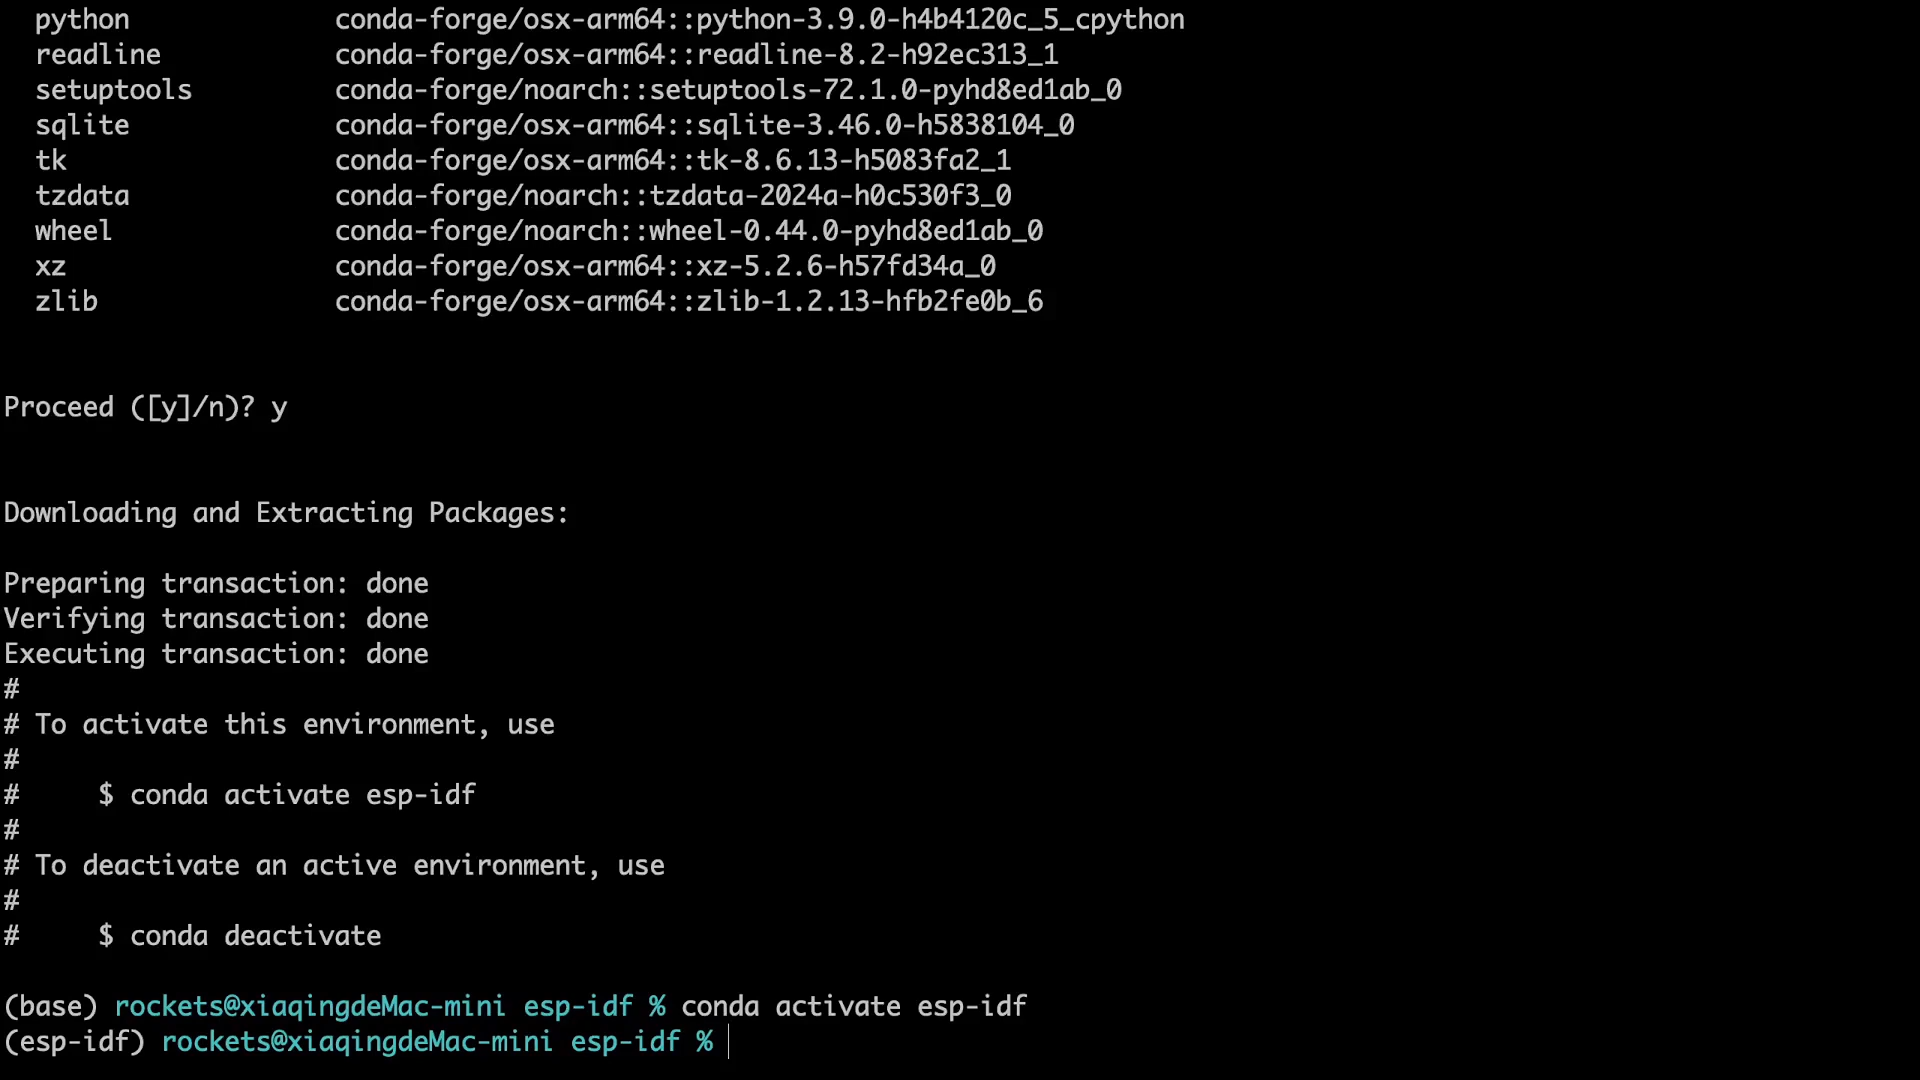 python conda-forge/osx-arm64::python-3.9.0-h4b4120c_5_cpython
readline conda-forge/osx-arm64::readline-8.2-h92ec313_1
setuptools conda-forge/noarch::setuptools-72.1.0-pyhd8ed1ab_0
sqlite conda-forge/osx-arm64::sqlite-3.46.0-h5838104_0
tk conda-forge/osx-arm64::tk-8.6.13-h5083fa2_1
tzdata conda-forge/noarch::tzdata-2024a-h0c530f3_0
wheel conda-forge/noarch::wheel-0.44.0-pyhd8ed1ab_0
xz conda-forge/osx-arm64::xz-5.2.6-h57fd34a_0
zlib conda-forge/osx-arm64::zlib-1.2.13-hfb2fe0b_6
Proceed ([y]/n)? y
Downloading and Extracting Packages:
Preparing transaction: done
Verifying transaction: done
Executing transaction: done
#
# To activate this environment, use
#
# $ conda activate esp-idf
#
# To deactivate an active environment, use
#
# $ conda deactivate
(base) rockets@xiaqingdeMac-mini esp-idf % conda activate esp-idf
(esp-idf) rockets@xiaqingdeMac-mini esp-idf %